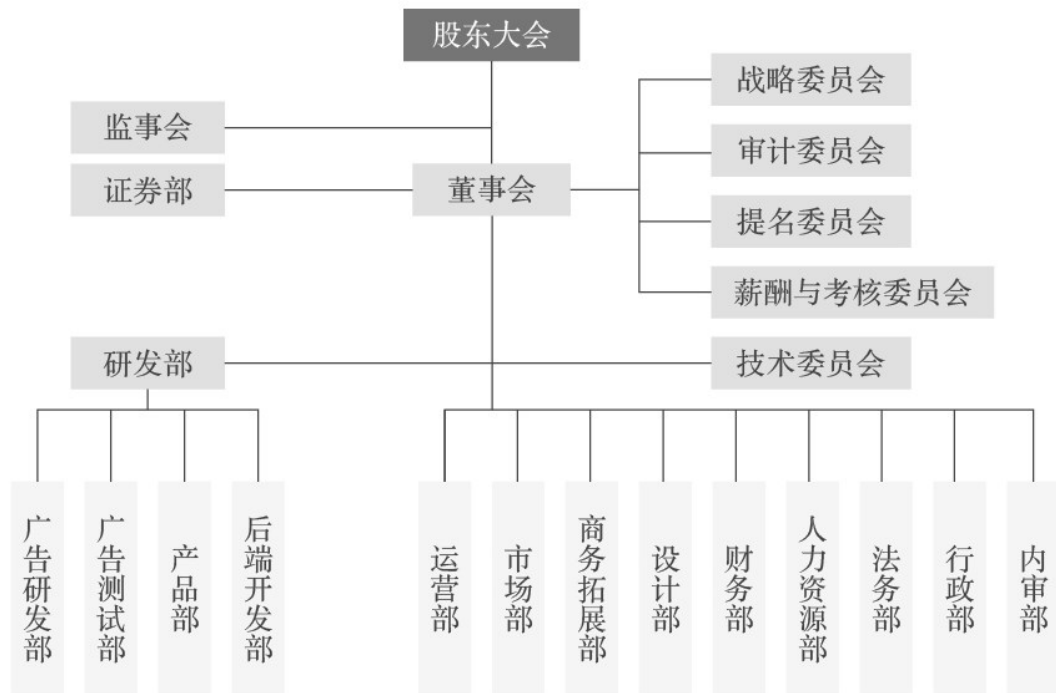 股东大会
战略委员会
监事会
审计委员会
证券部
董事会
提名委员会
薪酬与考核委员会
研发部
技术委员会
广告研发部
广告测试部
产品部
后端开发部
运营部
市场部
商务拓展部
设计部
财务部
人力资源部
法务部
行政部
内审部